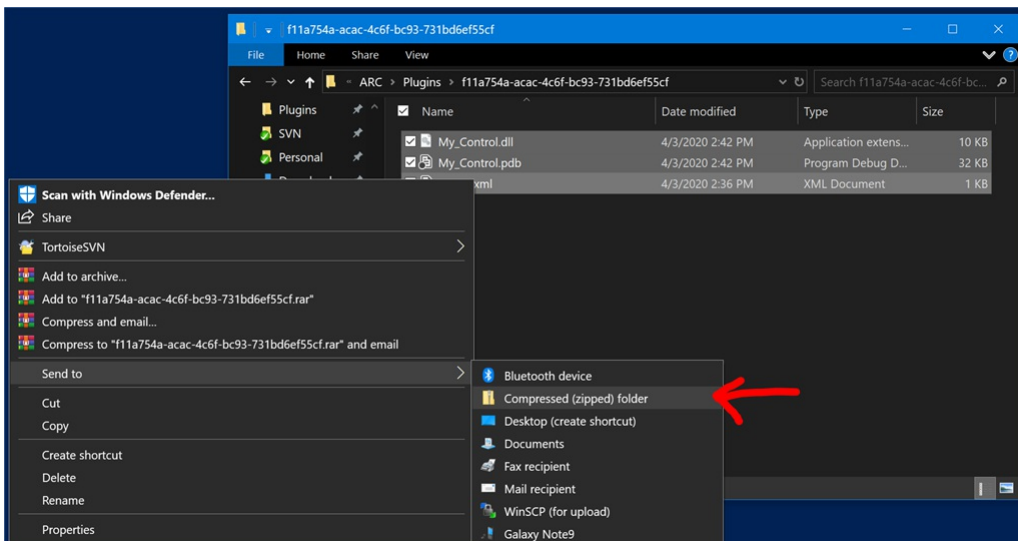 f11a754a-acac-4c6f-bc93-731bd6ef55cf
File Home Share View
ARC > Plugins > f11a754a-acac-4c6f-bc93-731bd6ef55cf Search f11a754a-acac-4c6f-bc...
Plugins
SVN
Personal
Name Date modified Type Size
My_Control.dll 4/3/2020 2:42 PM Application extens... 10 KB
My_Control.pdb 4/3/2020 2:42 PM Program Debug D... 32 KB
xml 4/3/2020 2:36 PM XML Document 1 KB
Scan with Windows Defender...
Share
TortoiseSVN
Add to archive...
Add to "f11a754a-acac-4c6f-bc93-731bd6ef55cf.rar"
Compress and email...
Compress to "f11a754a-acac-4c6f-bc93-731bd6ef55cf.rar" and email
Send to
Cut
Copy
Create shortcut
Delete
Rename
Properties
Bluetooth device
Compressed (zipped) folder
Desktop (create shortcut)
Documents
Fax recipient
Mail recipient
WinSCP (for upload)
Galaxy Note9